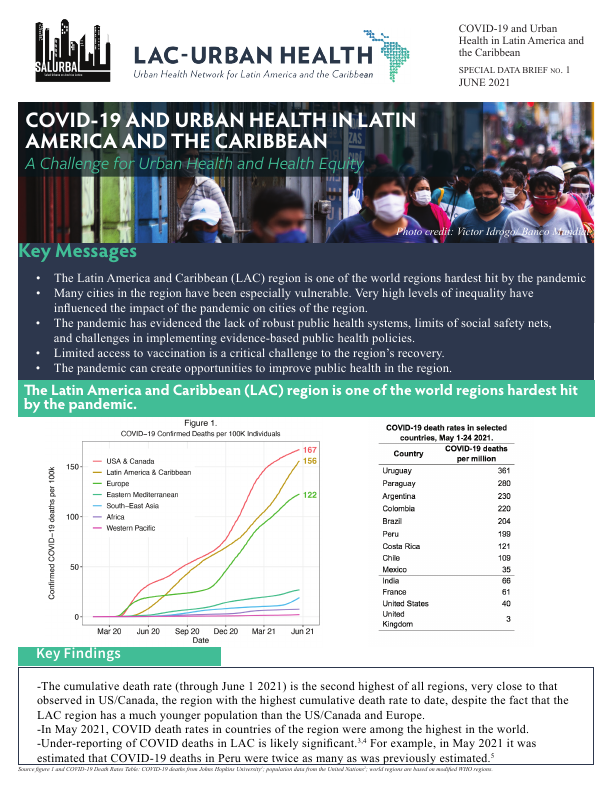 SALURBAL
LAC-URBAN HEALTH
Urban Health Network for Latin America and the Caribbean
COVID-19 and Urban
Health in Latin America and
the Caribbean
SPECIAL DATA BRIEF NO. 1
JUNE 2021
COVID-19 AND URBAN HEALTH IN LATIN
AMERICA AND THE CARIBBEAN
A Challenge for Urban Health and Health Equity
Photo credit: Victor Idrogo/ Banco Mundial
Key Messages
• The Latin America and Caribbean (LAC) region is one of the world regions hardest hit by the pandemic
• Many cities in the region have been especially vulnerable. Very high levels of inequality have
influenced the impact of the pandemic on cities of the region.
• The pandemic has evidenced the lack of robust public health systems, limits of social safety nets,
and challenges in implementing evidence-based public health policies.
• Limited access to vaccination is a critical challenge to the region's recovery.
• The pandemic can create opportunities to improve public health in the region.
The Latin America and Caribbean (LAC) region is one of the world regions hardest hit
by the pandemic.
Figure 1.
COVID-19 Confirmed Deaths per 100K Individuals
Confirmed COVID-19 deaths per 100k
150
100
50
0
USA & Canada
Latin America & Caribbean
Europe
Eastern Mediterranean
South-East Asia
Africa
Western Pacific
167
156
122
Mar 20 Jun 20 Sep 20 Dec 20 Mar 21 Jun 21
Date
COVID-19 death rates in selected
countries, May 1-24 2021.
Country COVID-19 deaths
per million
Uruguay 361
Paraguay 280
Argentina 230
Colombia 220
Brazil 204
Peru 199
Costa Rica 121
Chile 109
Mexico 35
India 66
France 61
United States 40
United
Kingdom 3
Key Findings
-The cumulative death rate (through June 1 2021) is the second highest of all regions, very close to that
observed in US/Canada, the region with the highest cumulative death rate to date, despite the fact that the
LAC region has a much younger population than the US/Canada and Europe.
-In May 2021, COVID death rates in countries of the region were among the highest in the world.
-Under-reporting of COVID deaths in LAC is likely significant.3,4 For example, in May 2021 it was
estimated that COVID-19 deaths in Peru were twice as many as was previously estimated.5
Source figure 1 and COVID-19 Death Rates Table: COVID-19 deaths from Johns Hopkins University; population data from the United Nations; world regions are based on modified WHO regions.